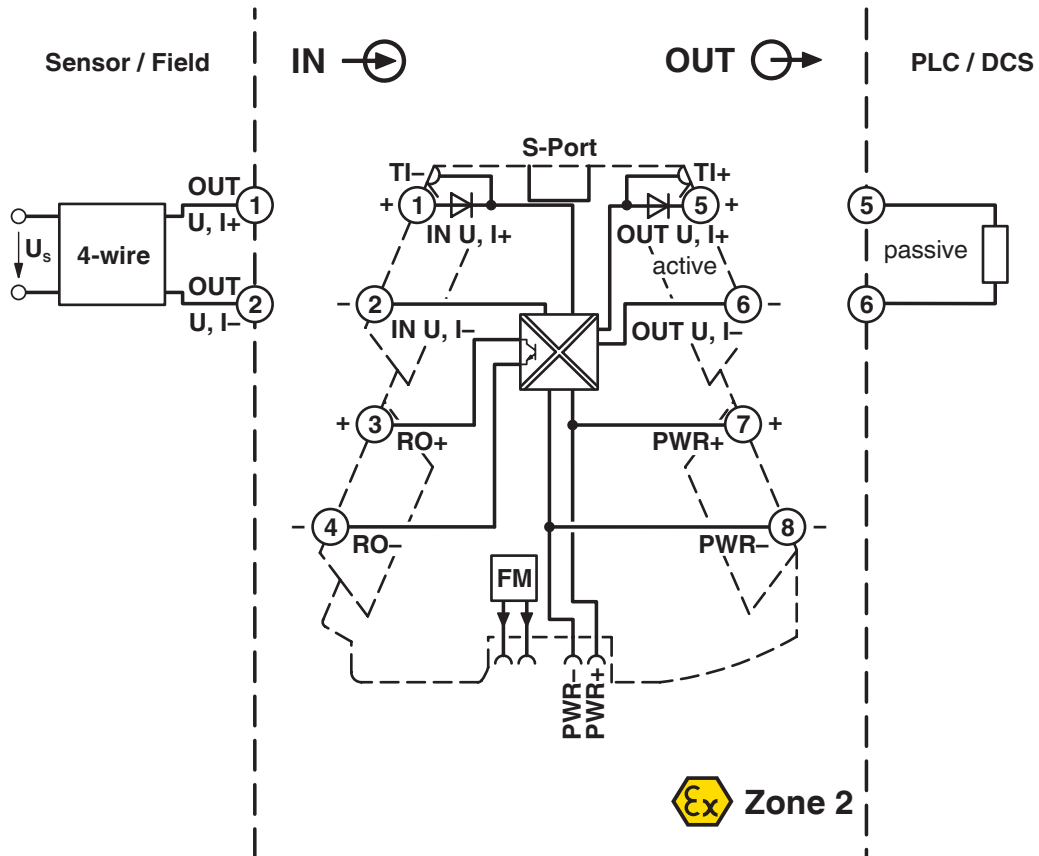 Sensor / Field
IN
OUT
PLC / DCS
S-Port
TI–
TI+
OUT
1
U, I+
+ 1
5 +
5
IN U, I+
OUT U, I+
Us
4-wire
active
passive
OUT
2
U, I–
– 2
6 –
6
IN U, I–
OUT U, I–
+ 3
7 +
RO+
PWR+
– 4
8 –
RO–
PWR–
FM
PWR–
PWR+
Ex Zone 2